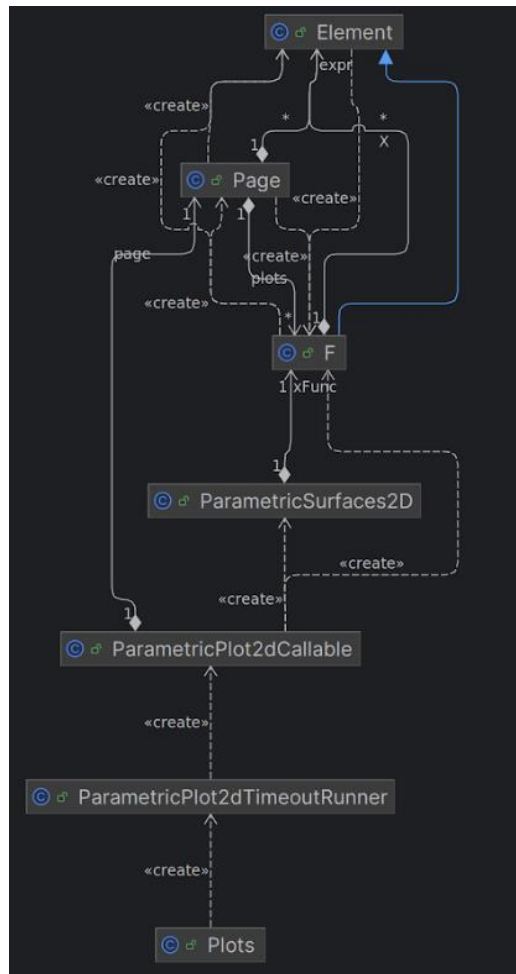 Element
expr
«create»
*
*
1
X
«create»
Page
«create»
1
1
page
«create»
plots
«create»
*
1
F
1
xFunc
1
ParametricSurfaces2D
«create»
«create»
1
ParametricPlot2dCallable
«create»
ParametricPlot2dTimeoutRunner
«create»
Plots